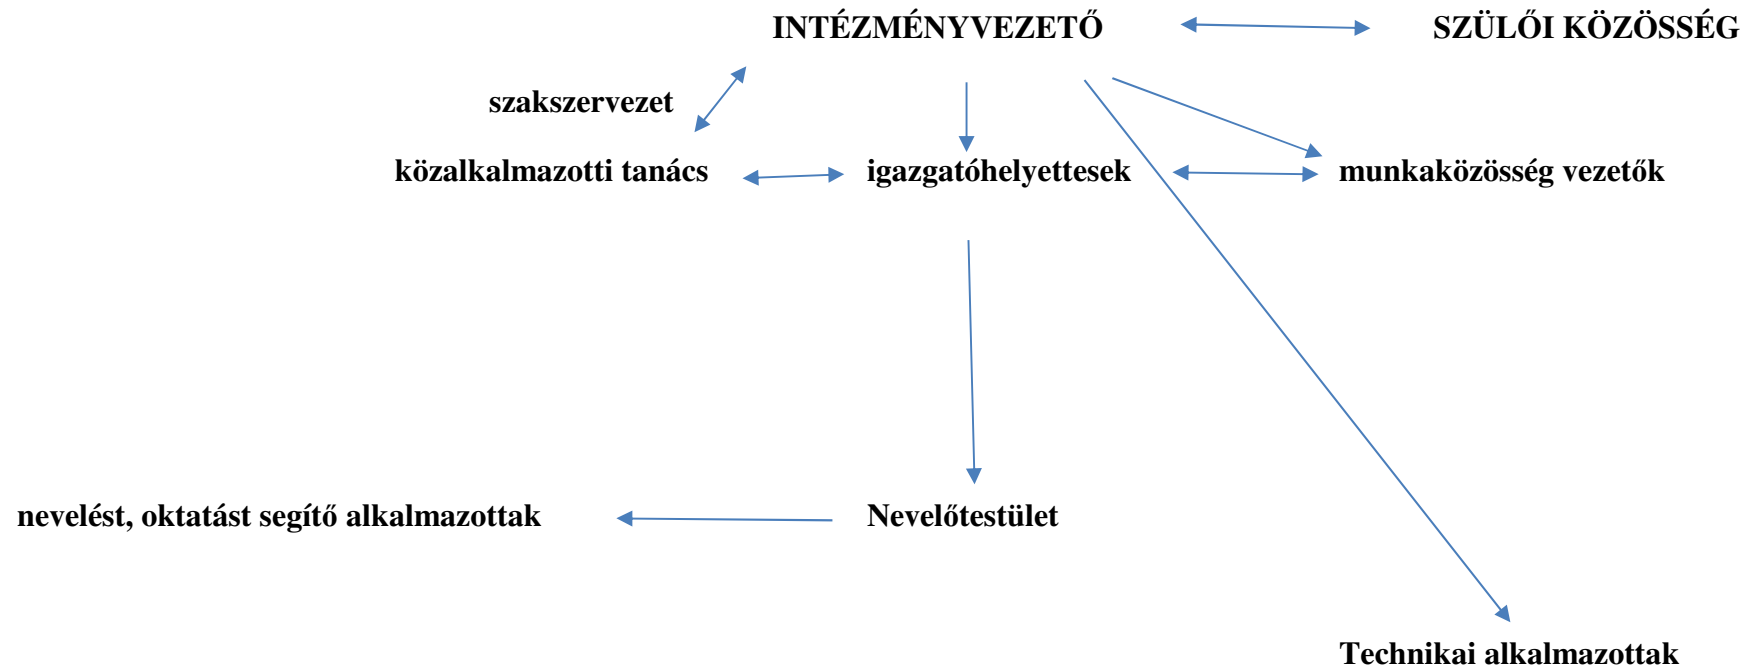 INTÉZMÉNYVEZETŐ SZÜLŐI KÖZÖSSÉG
szakszervezet
közalkalmazotti tanács igazgatóhelyettesek munkaközösség vezetők
nevelést, oktatást segítő alkalmazottak Nevelőtestület
Technikai alkalmazottak